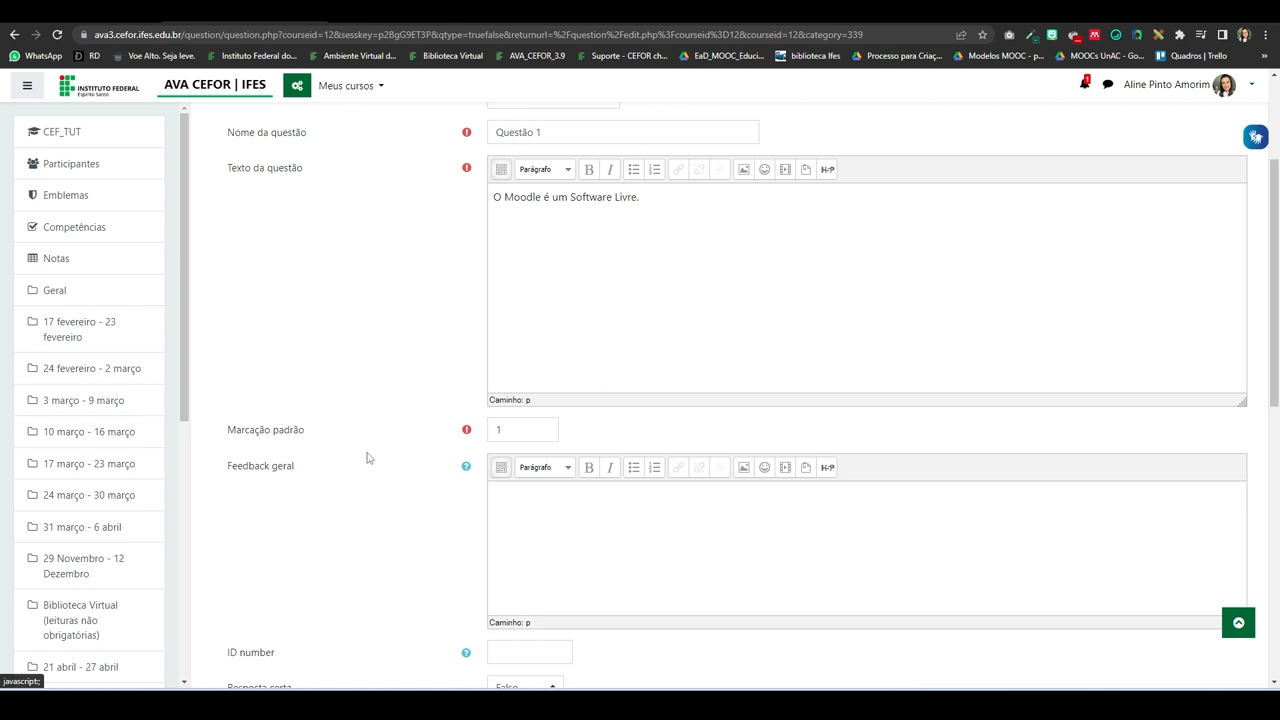 ava3.cefor.ifes.edu.br/question/question.php?courseid=12&sesskey=p2BgG9ET3P&qtype=truefalse&returnurl=%2Fquestion%2Fedit.php%3Fcourseid%3D12&courseid=12&category=339
WhatsApp RD Voe Alto. Seja leve. Instituto Federal do... Ambiente Virtual d... Biblioteca Virtual AVA_CEFOR_3.9 Suporte - CEFOR ch... EaD_MOOC_Educi... biblioteca Ifes Processo para Criaç... Modelos MOOC - p... MOOCs UnAC - Go... Quadros | Trello
INSTITUTO FEDERAL
Espírito Santo
AVA CEFOR | IFES
Meus cursos
1
Aline Pinto Amorim
CEF_TUT
Participantes
Emblemas
Competências
Notas
Geral
17 fevereiro - 23
fevereiro
24 fevereiro - 2 março
3 março - 9 março
10 março - 16 março
17 março - 23 março
24 março - 30 março
31 março - 6 abril
29 Novembro - 12
Dezembro
Biblioteca Virtual
(leituras não
obrigatórias)
21 abril - 27 abril
javascript:;
Nome da questão
Questão 1
Texto da questão
Parágrafo B I H-P
O Moodle é um Software Livre.
Caminho: p
Marcação padrão
1
Feedback geral
Parágrafo B I H-P
Caminho: p
ID number
Resposta certa
Falso